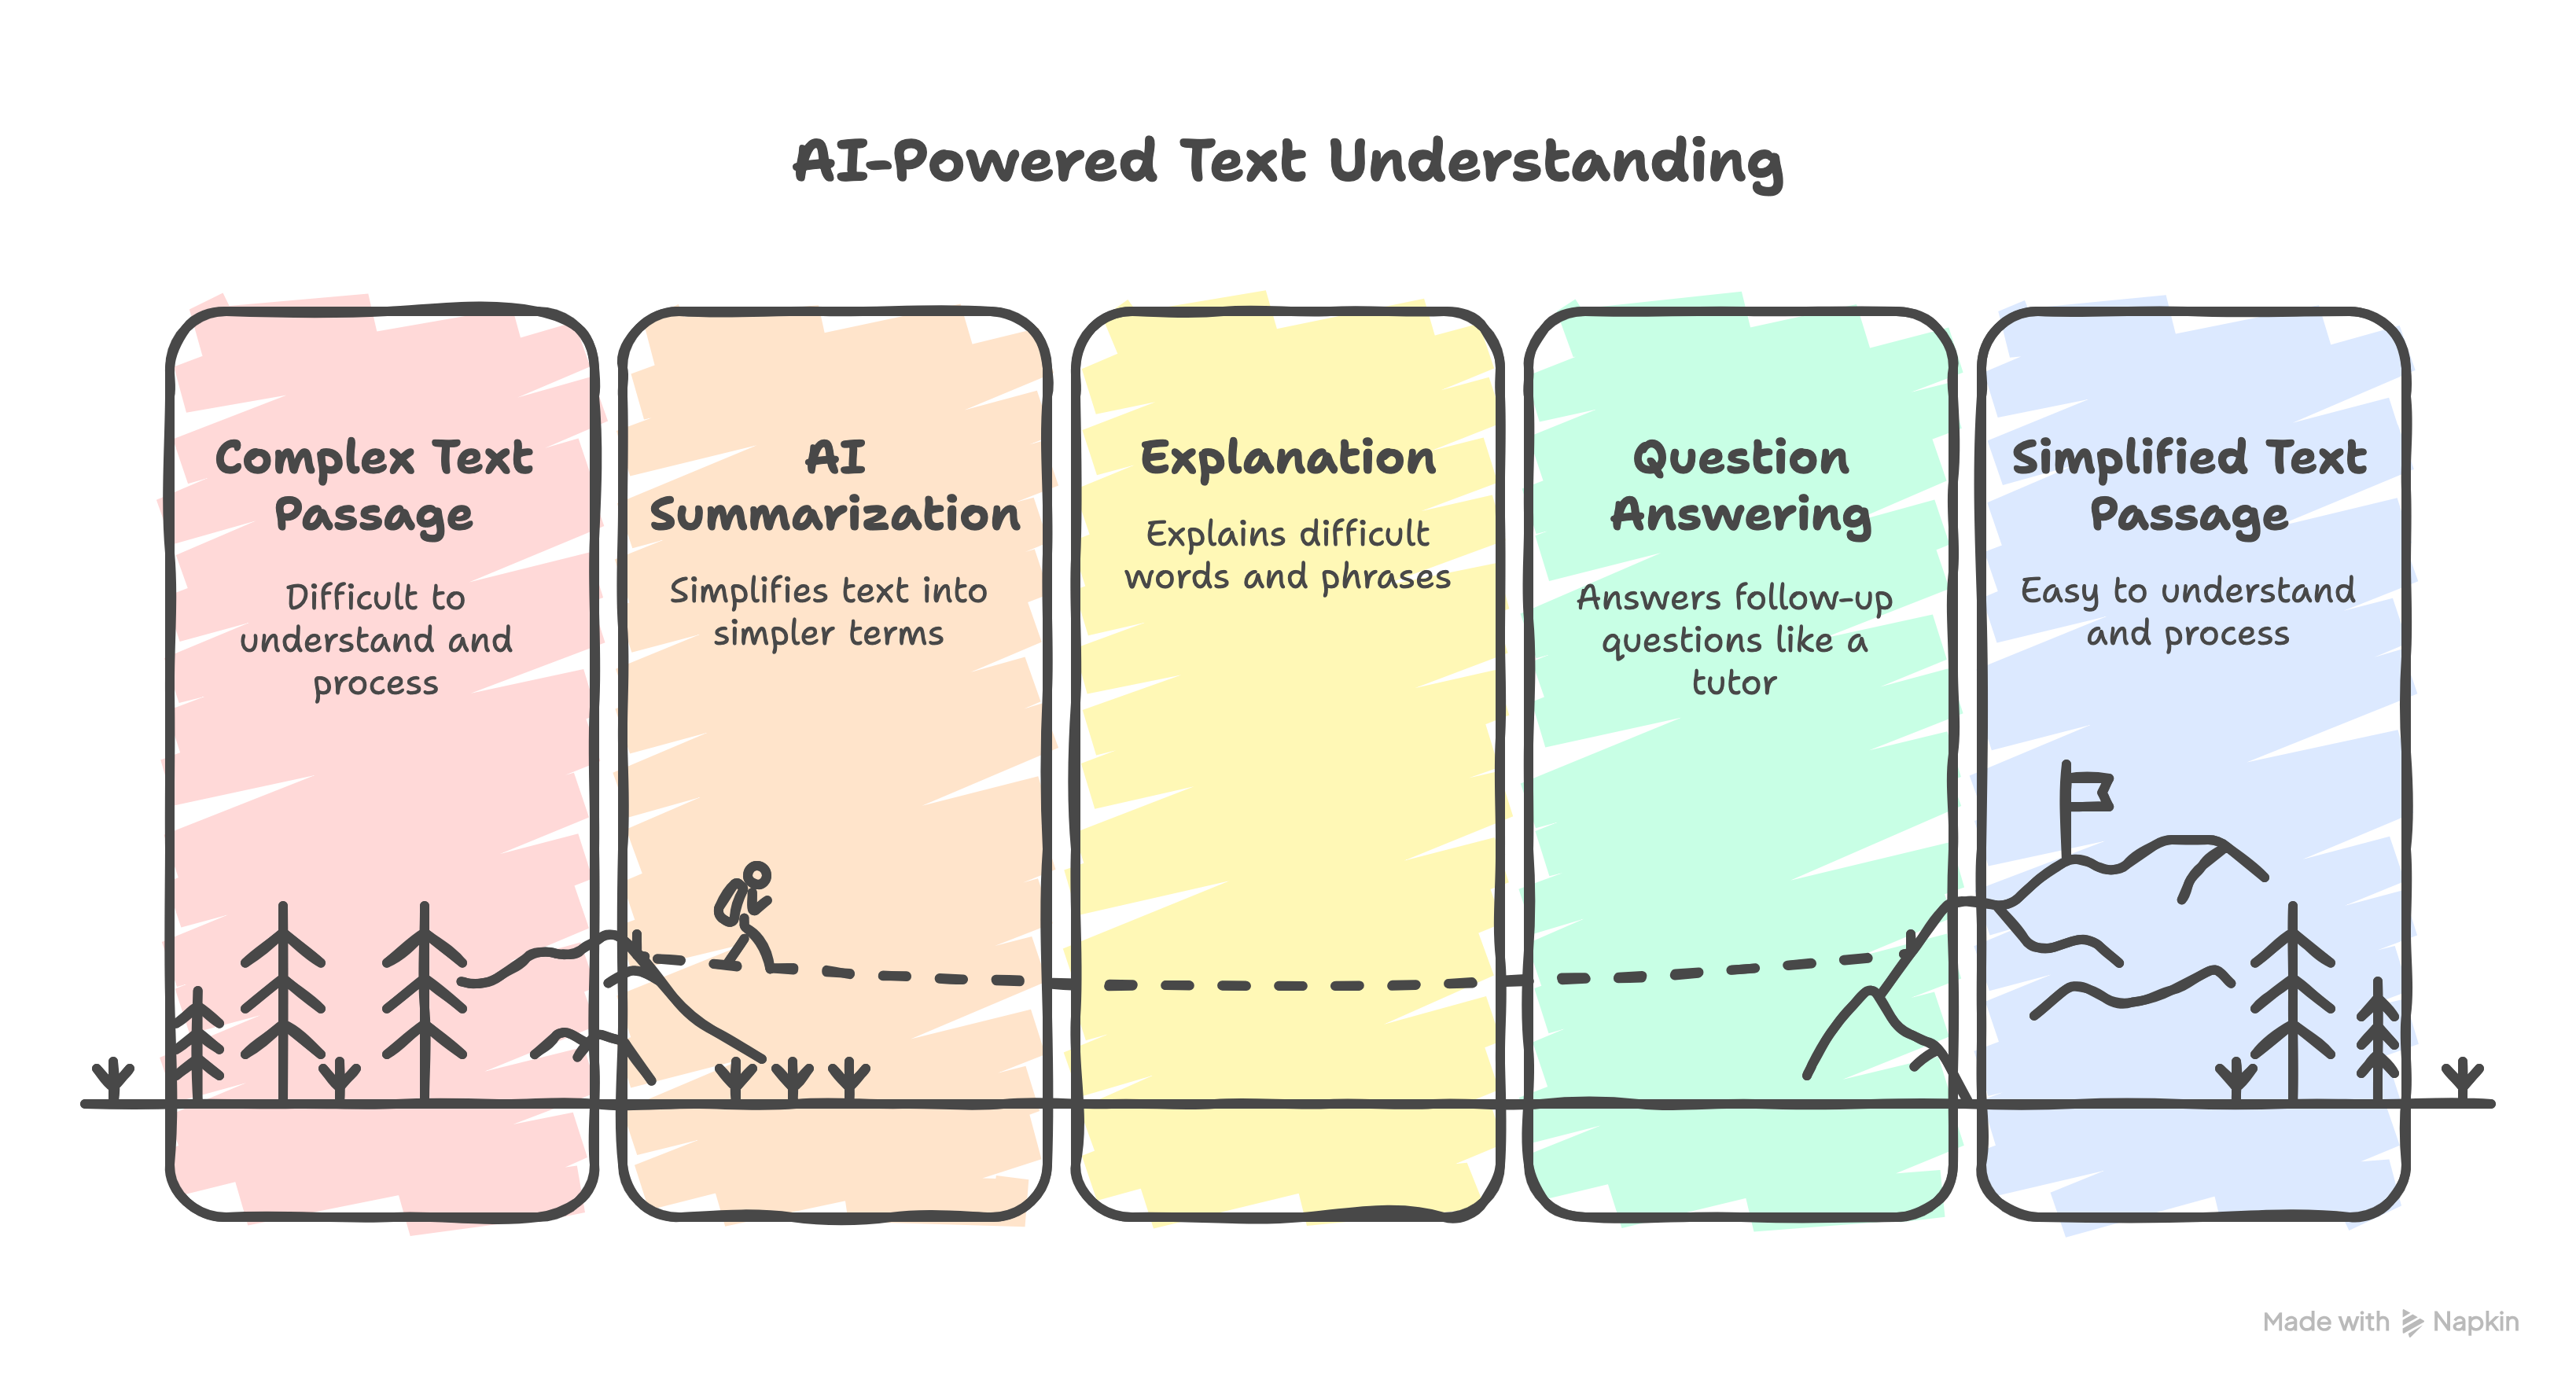 AI-Powered Text Understanding
Complex Text
Passage
Difficult to
understand and
process
AI
Summarization
Simplifies text into
simpler terms
Explanation
Explains difficult
words and phrases
Question
Answering
Answers follow-up
questions like a
tutor
Simplified Text
Passage
Easy to understand
and process
Made with Napkin